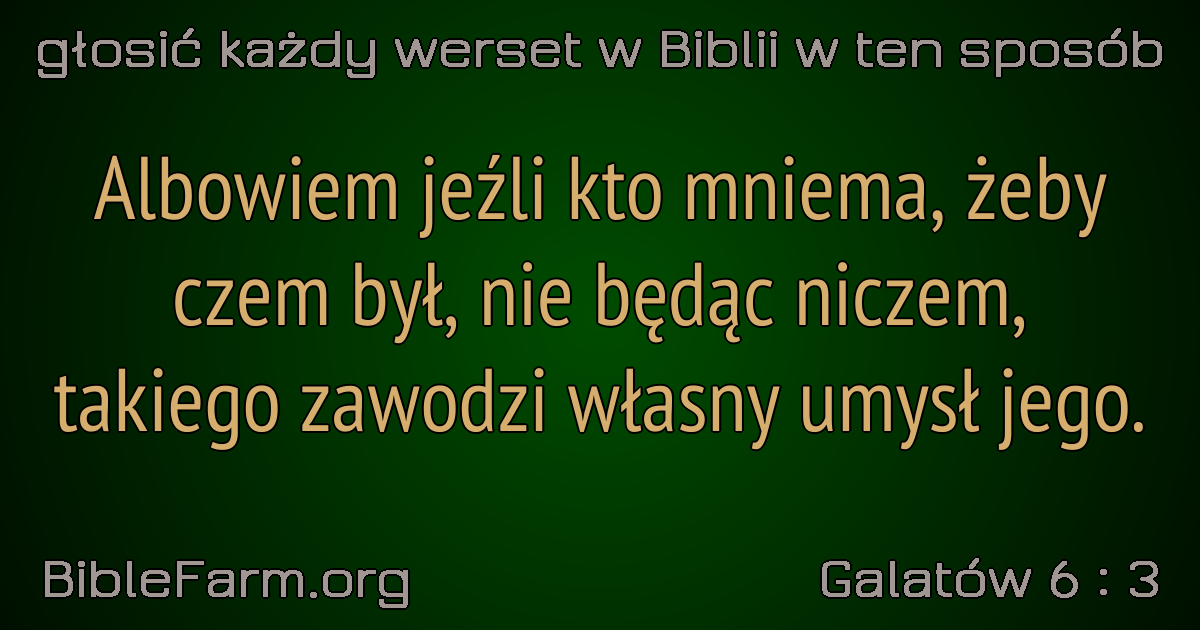 głosić każdy werset w Biblii w ten sposób
Albowiem jeźli kto mniema, żeby
czem był, nie będąc niczem,
takiego zawodzi własny umysł jego.
BibleFarm.org
Galatów 6 : 3